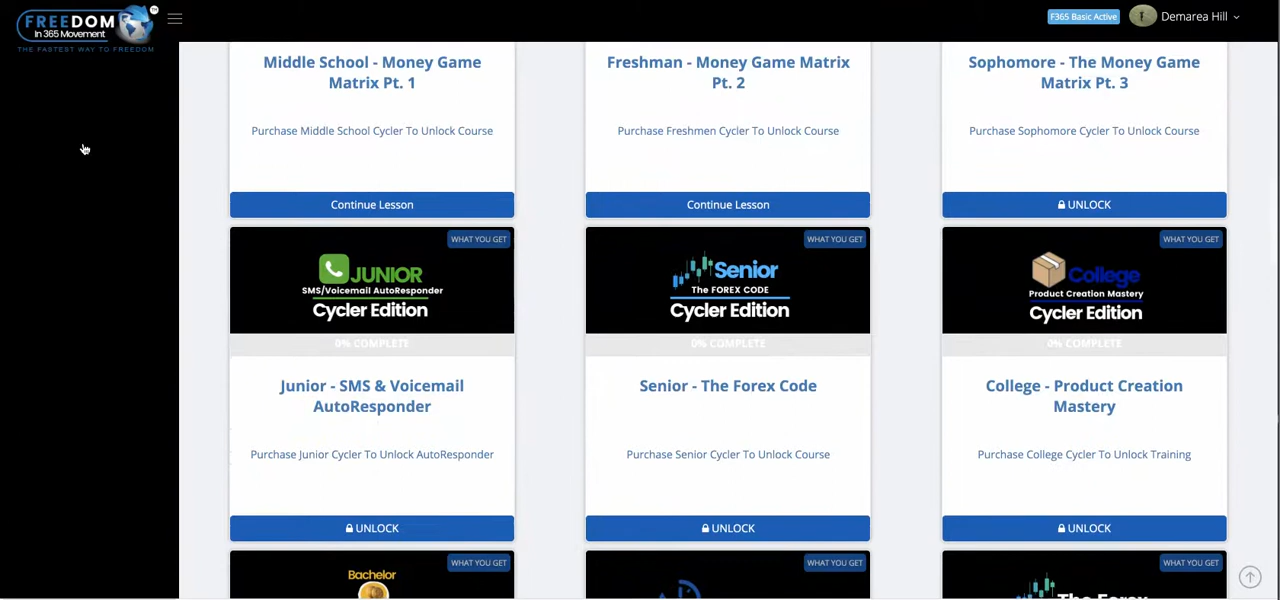 FREEDOM
In 365 Movement
THE FASTEST WAY TO FREEDOM
TM
F365 Basic Active
Demarea Hill
Middle School - Money Game
Matrix Pt. 1
Purchase Middle School Cycler To Unlock Course
Continue Lesson
Freshman - Money Game Matrix
Pt. 2
Purchase Freshmen Cycler To Unlock Course
Continue Lesson
Sophomore - The Money Game
Matrix Pt. 3
Purchase Sophomore Cycler To Unlock Course
UNLOCK
WHAT YOU GET
JUNIOR
SMS/Voicemail AutoResponder
Cycler Edition
0% COMPLETE
Junior - SMS & Voicemail
AutoResponder
Purchase Junior Cycler To Unlock AutoResponder
UNLOCK
WHAT YOU GET
Senior
The FOREX CODE
Cycler Edition
0% COMPLETE
Senior - The Forex Code
Purchase Senior Cycler To Unlock Course
UNLOCK
WHAT YOU GET
College
Product Creation Mastery
Cycler Edition
0% COMPLETE
College - Product Creation
Mastery
Purchase College Cycler To Unlock Training
UNLOCK
WHAT YOU GET
Bachelor
WHAT YOU GET
WHAT YOU GET
The Forex